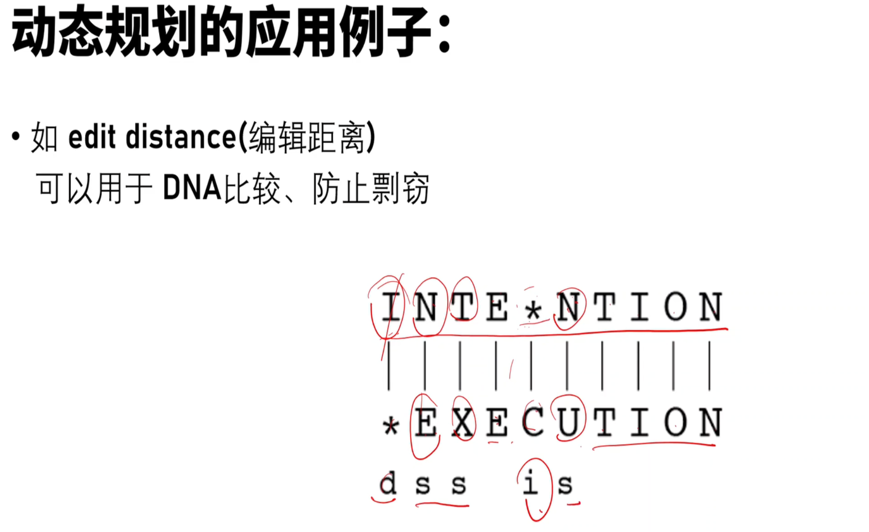 动态规划的应用例子：
• 如 edit distance(编辑距离)
可以用于 DNA比较、防止剽窃
I N T E * N T I O N
| | | | | | | | | |
* E X E C U T I O N
d s s i s